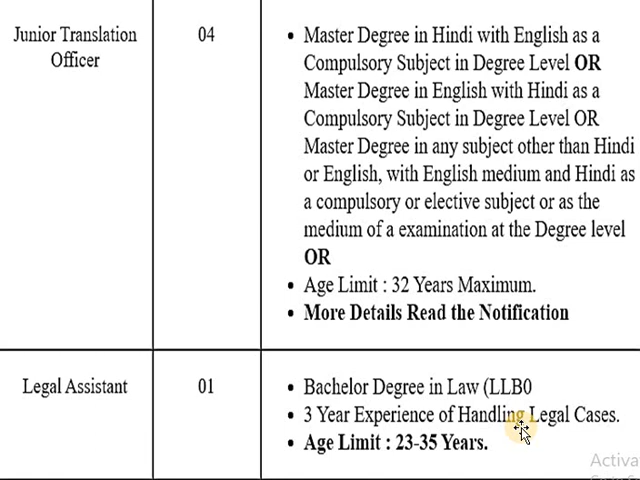 Junior Translation
Officer
04
• Master Degree in Hindi with English as a
Compulsory Subject in Degree Level OR
Master Degree in English with Hindi as a
Compulsory Subject in Degree Level OR
Master Degree in any subject other than Hindi
or English, with English medium and Hindi as
a compulsory or elective subject or as the
medium of a examination at the Degree level
OR
• Age Limit : 32 Years Maximum.
• More Details Read the Notification
Legal Assistant
01
• Bachelor Degree in Law (LLB0
• 3 Year Experience of Handling Legal Cases.
• Age Limit : 23-35 Years.
Activa